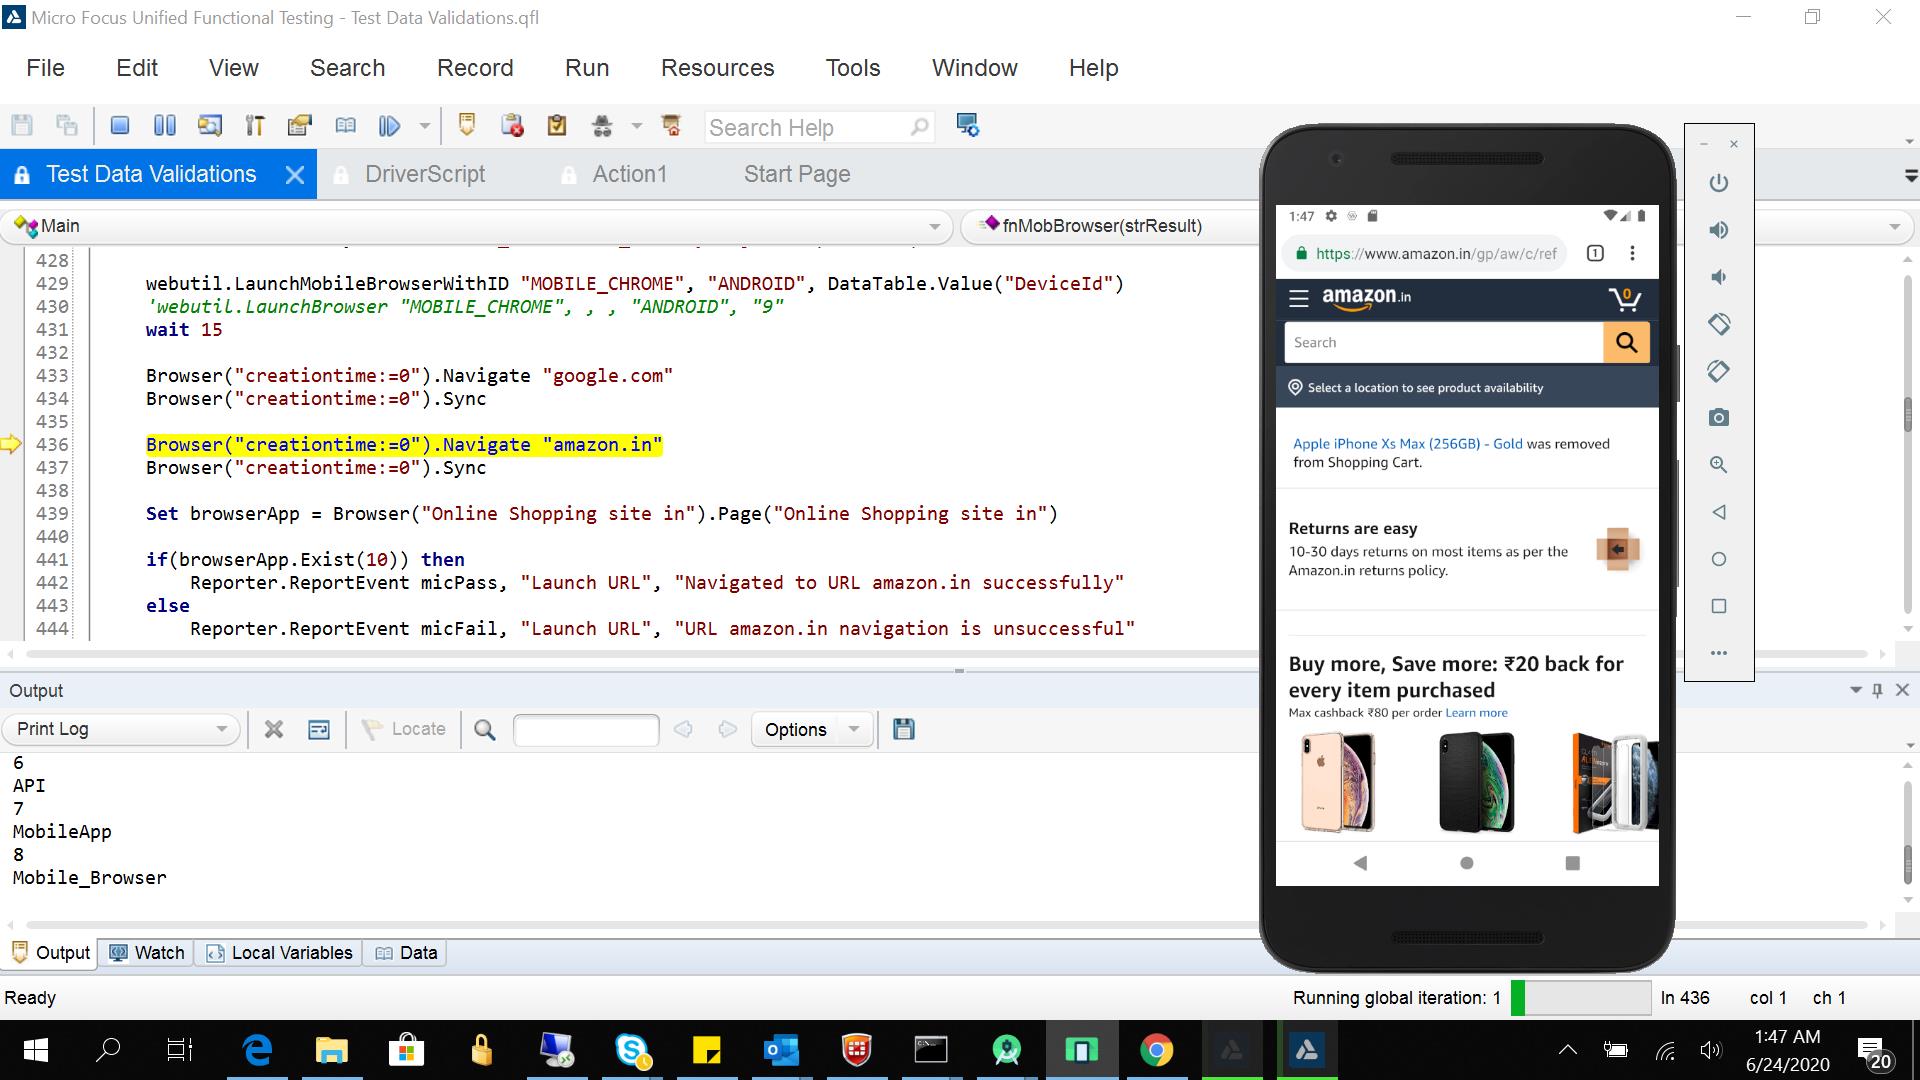 Micro Focus Unified Functional Testing - Test Data Validations.qfl
File Edit View Search Record Run Resources Tools Window Help
Search Help
Test Data Validations DriverScript Action1 Start Page
Main
fnMobBrowser(strResult)
428
429 webutil.LaunchMobileBrowserWithID "MOBILE_CHROME", "ANDROID", DataTable.Value("DeviceId")
430 'webutil.LaunchBrowser "MOBILE_CHROME", , , "ANDROID", "9"
431 wait 15
432
433 Browser("creationtime:=0").Navigate "google.com"
434 Browser("creationtime:=0").Sync
435
436 Browser("creationtime:=0").Navigate "amazon.in"
437 Browser("creationtime:=0").Sync
438
439 Set browserApp = Browser("Online Shopping site in").Page("Online Shopping site in")
440
441 if(browserApp.Exist(10)) then
442 Reporter.ReportEvent micPass, "Launch URL", "Navigated to URL amazon.in successfully"
443 else
444 Reporter.ReportEvent micFail, "Launch URL", "URL amazon.in navigation is unsuccessful"
1:47
https://www.amazon.in/gp/aw/c/ref
1
amazon.in
0
Search
Select a location to see product availability
Apple iPhone Xs Max (256GB) - Gold was removed
from Shopping Cart.
Returns are easy
10-30 days returns on most items as per the
Amazon.in returns policy.
Buy more, Save more: ₹20 back for
every item purchased
Max cashback ₹80 per order Learn more
Output
Print Log
Locate
Options
6
API
7
MobileApp
8
Mobile_Browser
Output Watch Local Variables Data
Ready
Running global iteration: 1
ln 436 col 1 ch 1
1:47 AM
6/24/2020
20